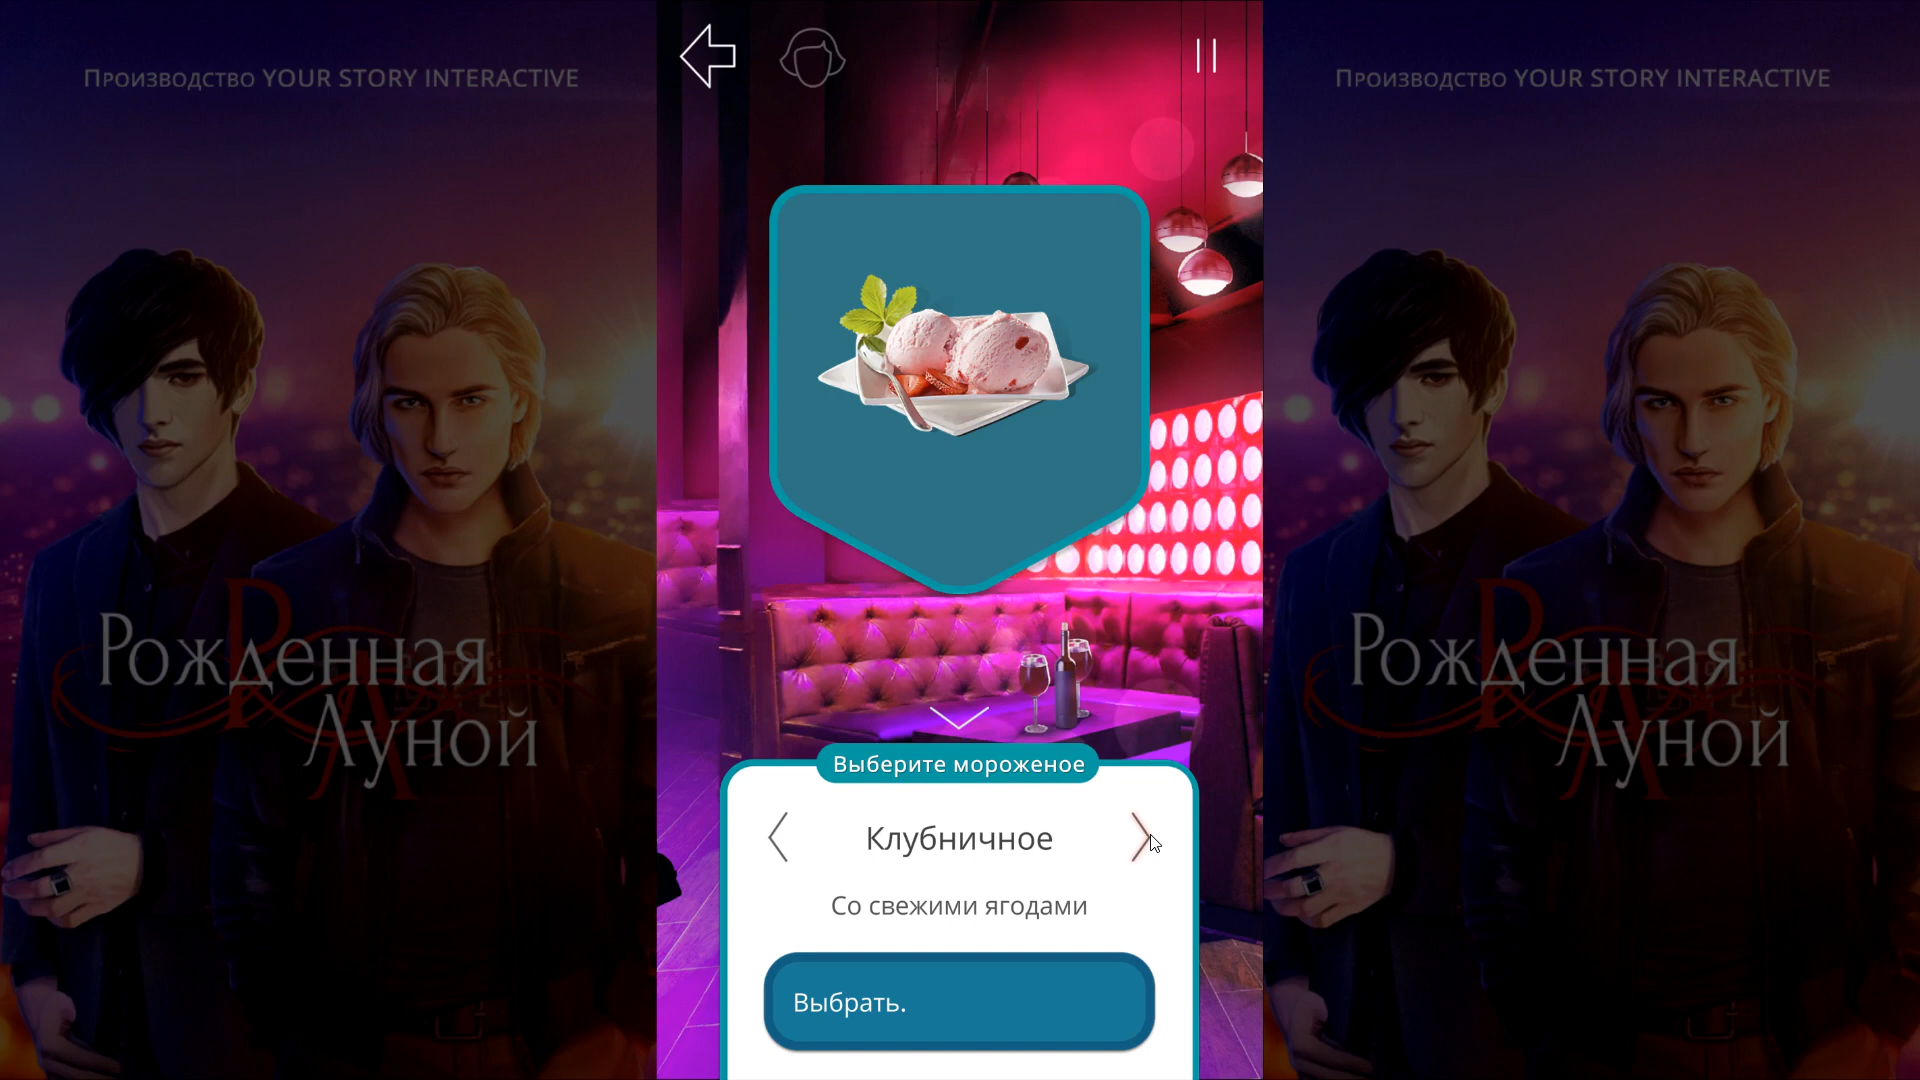 Производство YOUR STORY INTERACTIVE
Рожденная
Луной
Выберите мороженое
Клубничное
Со свежими ягодами
Выбрать.
Производство YOUR STORY INTERACTIVE
Рожденная
Луной